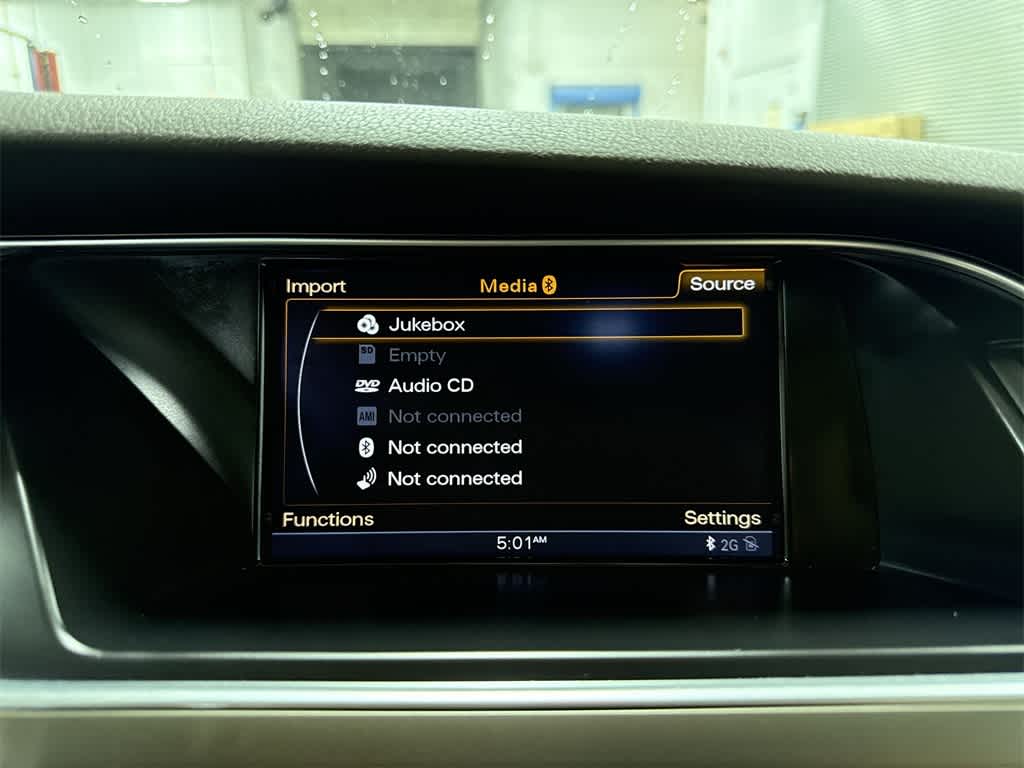 Import Media Source
Jukebox
SD Empty
DVD Audio CD
AMI Not connected
Not connected
Not connected
Functions Settings
5:01AM 2G